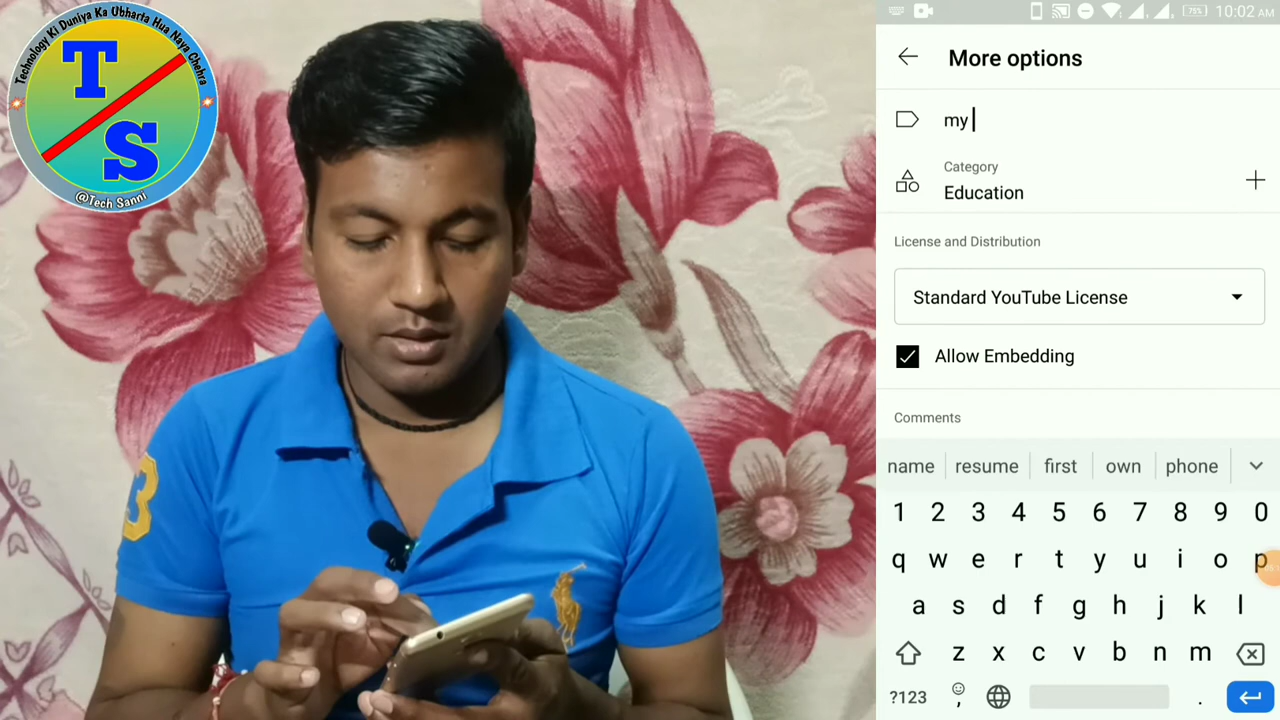 Technology Ki Duniya Ka Ubharta Hua Naya Chehra
T
S
@Tech Sanni
3
75%
10:02 AM
More options
my
Category
Education
License and Distribution
Standard YouTube License
Allow Embedding
Comments
name resume first own phone
1 2 3 4 5 6 7 8 9 0
q w e r t y u i o p
a s d f g h j k l
z x c v b n m
?123 , .